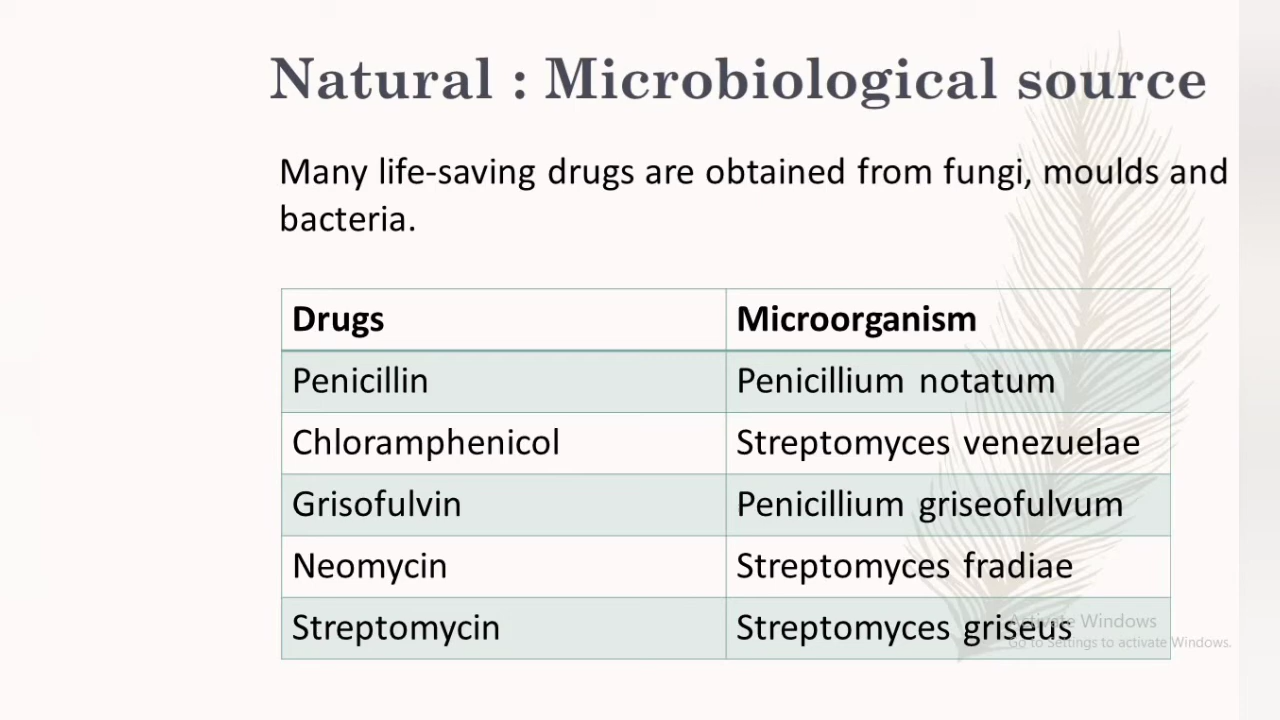 Natural : Microbiological source
Many life-saving drugs are obtained from fungi, moulds and
bacteria.
Drugs Microorganism
Penicillin Penicillium notatum
Chloramphenicol Streptomyces venezuelae
Grisofulvin Penicillium griseofulvum
Neomycin Streptomyces fradiae
Streptomycin Streptomyces griseus
Activate Windows
Go to Settings to activate Windows.